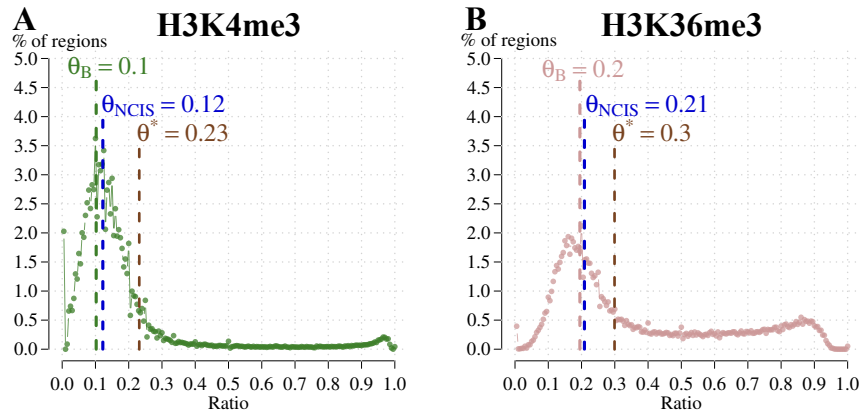 A H3K4me3
% of regions
5.0
4.5
4.0
3.5
3.0
2.5
2.0
1.5
1.0
0.5
0.0
θB = 0.1
θNCIS = 0.12
θ* = 0.23
0.0 0.1 0.2 0.3 0.4 0.5 0.6 0.7 0.8 0.9 1.0
Ratio
B H3K36me3
% of regions
5.0
4.5
4.0
3.5
3.0
2.5
2.0
1.5
1.0
0.5
0.0
θB = 0.2
θNCIS = 0.21
θ* = 0.3
0.0 0.1 0.2 0.3 0.4 0.5 0.6 0.7 0.8 0.9 1.0
Ratio